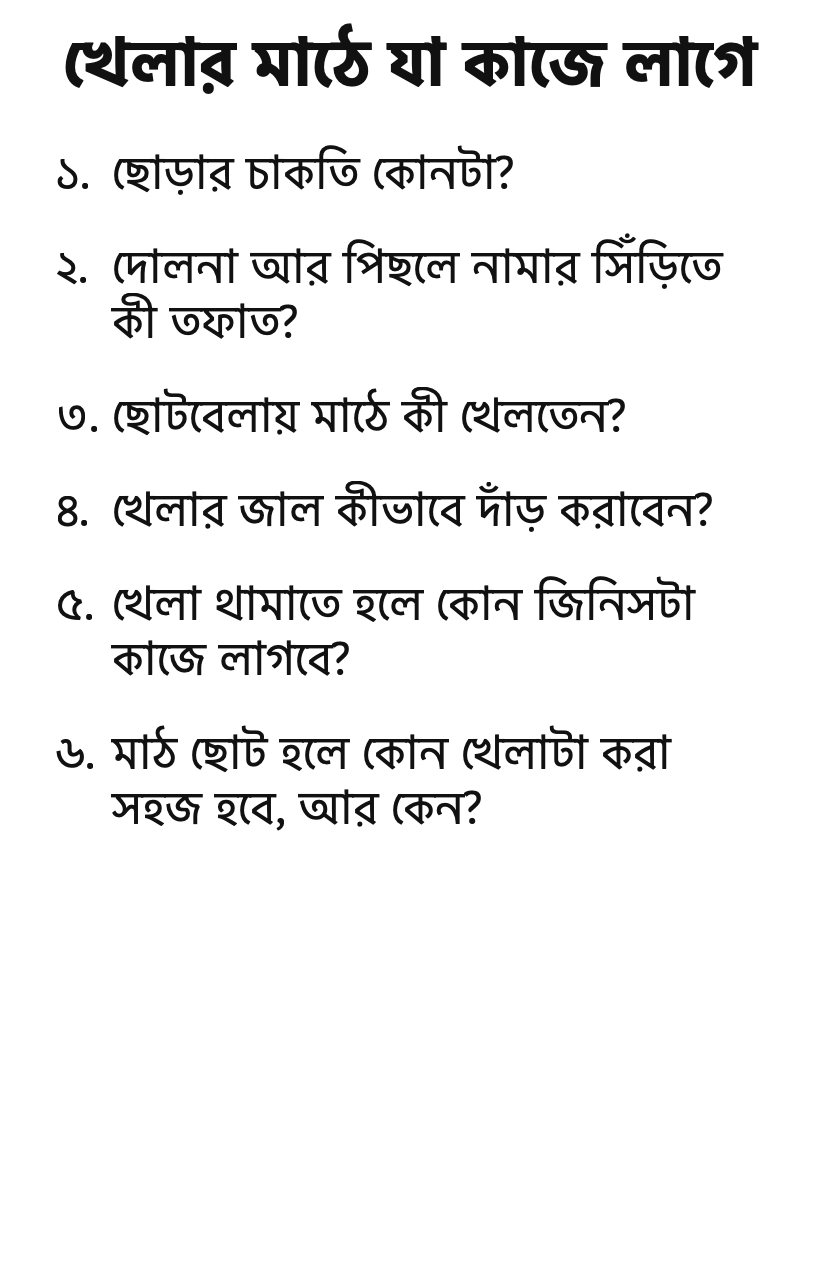 খেলার মাঠে যা কাজে লাগে
১. ছোড়ার চাকতি কোনটা?
২. দোলনা আর পিছলে নামার সিঁড়িতে
কী তফাত?
৩. ছোটবেলায় মাঠে কী খেলতেন?
৪. খেলার জাল কীভাবে দাঁড় করাবেন?
৫. খেলা থামাতে হলে কোন জিনিসটা
কাজে লাগবে?
৬. মাঠ ছোট হলে কোন খেলাটা করা
সহজ হবে, আর কেন?